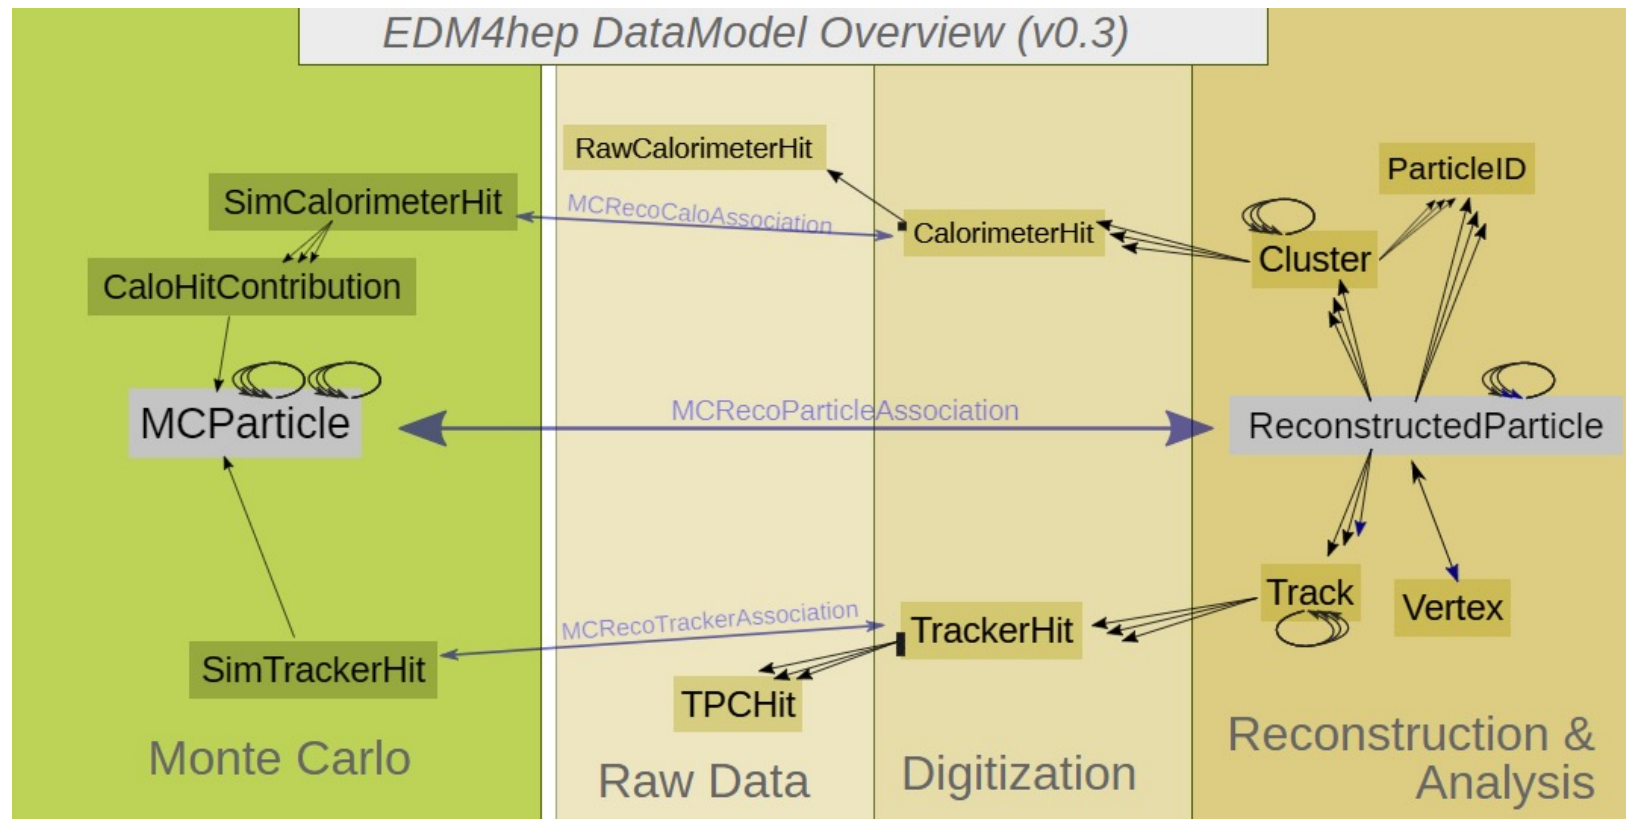 EDM4hep DataModel Overview (v0.3)
RawCalorimeterHit
ParticleID
SimCalorimeterHit
MCRecoCaloAssociation
CalorimeterHit
Cluster
CaloHitContribution
MCParticle
MCRecoParticleAssociation
ReconstructedParticle
Track
Vertex
MCRecoTrackerAssociation
TrackerHit
SimTrackerHit
TPCHit
Monte Carlo
Raw Data
Digitization
Reconstruction &
Analysis